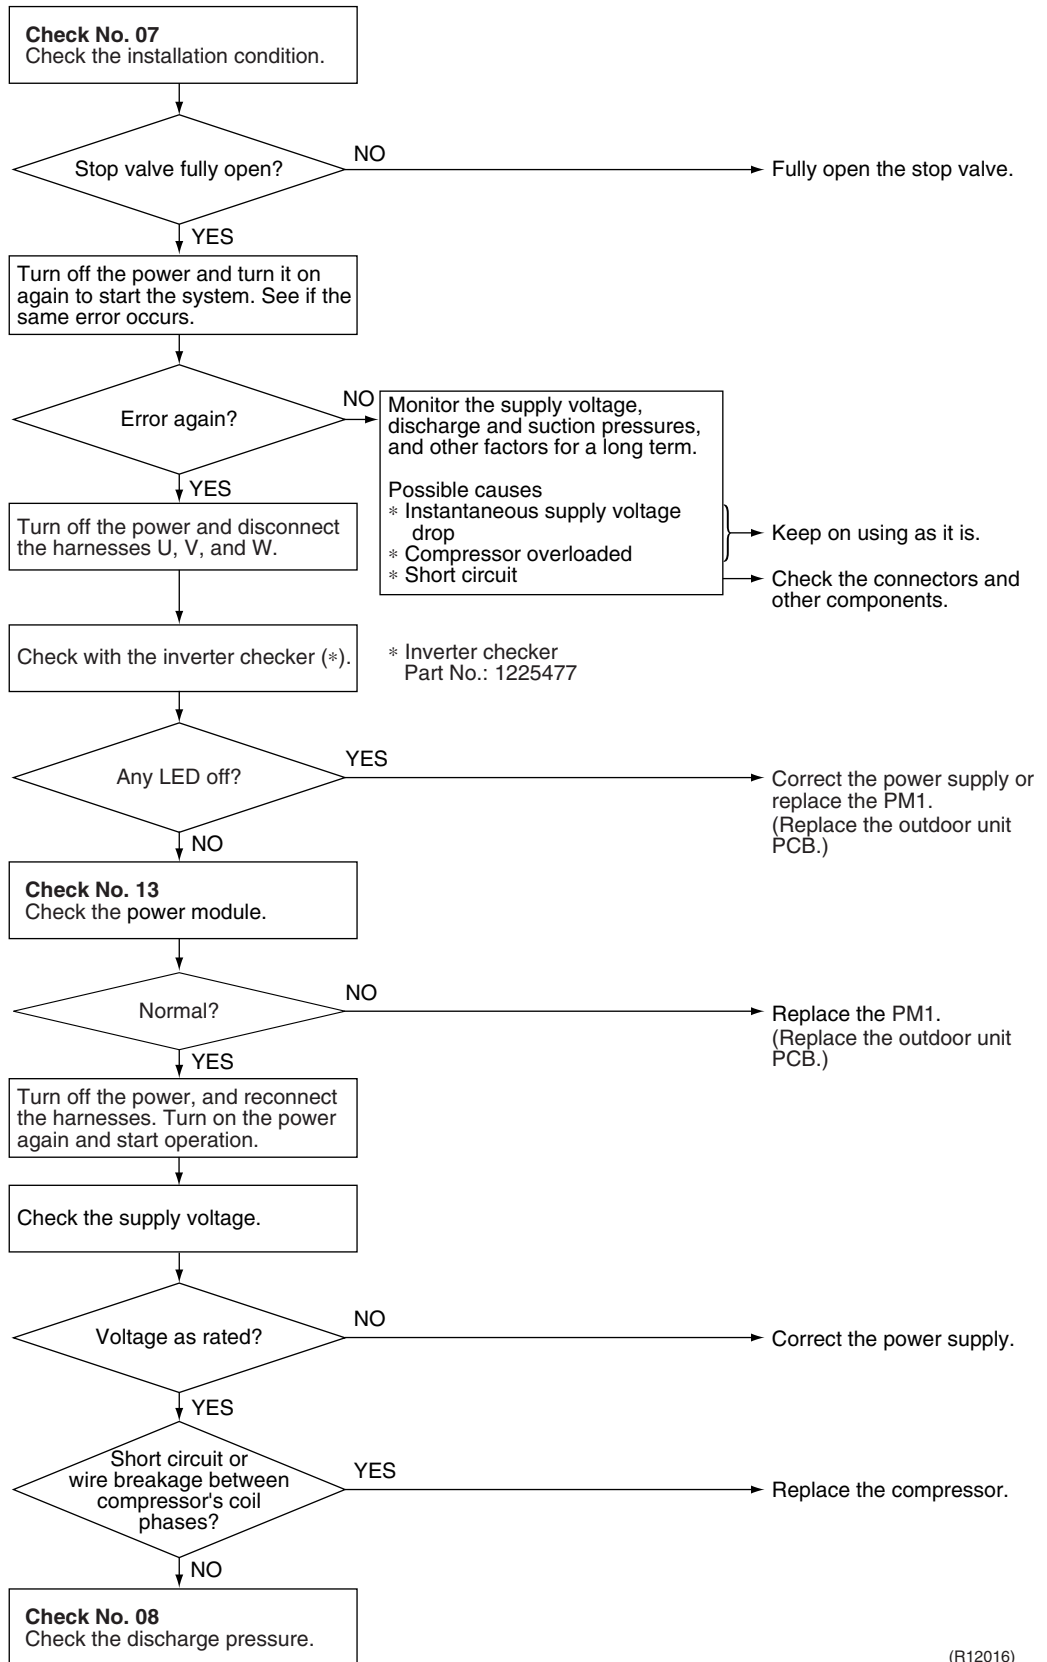 Check No. 07
Check the installation condition.
Stop valve fully open?
NO
Fully open the stop valve.
YES
Turn off the power and turn it on
again to start the system. See if the
same error occurs.
Error again?
NO
Monitor the supply voltage,
discharge and suction pressures,
and other factors for a long term.
Possible causes
* Instantaneous supply voltage
drop
* Compressor overloaded
* Short circuit
Keep on using as it is.
Check the connectors and
other components.
YES
Turn off the power and disconnect
the harnesses U, V, and W.
Check with the inverter checker (*).
* Inverter checker
Part No.: 1225477
Any LED off?
YES
Correct the power supply or
replace the PM1.
(Replace the outdoor unit
PCB.)
NO
Check No. 13
Check the power module.
Normal?
NO
Replace the PM1.
(Replace the outdoor unit
PCB.)
YES
Turn off the power, and reconnect
the harnesses. Turn on the power
again and start operation.
Check the supply voltage.
Voltage as rated?
NO
Correct the power supply.
YES
Short circuit or
wire breakage between
compressor's coil
phases?
YES
Replace the compressor.
NO
Check No. 08
Check the discharge pressure.
(R12016)